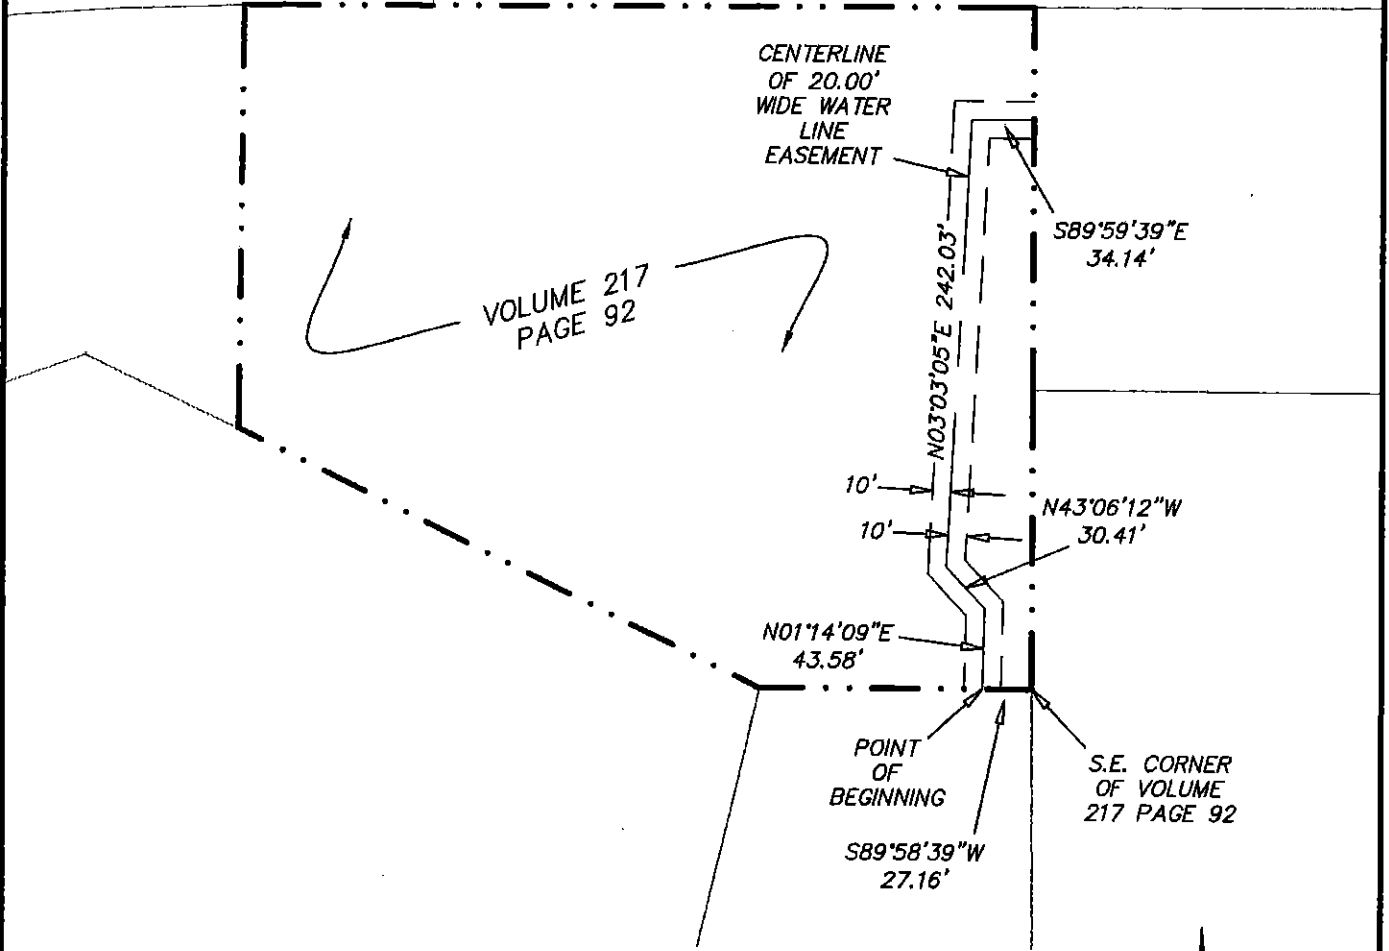 CENTERLINE
OF 20.00'
WIDE WATER
LINE
EASEMENT
S89°59'39"E
34.14'
VOLUME 217
PAGE 92
N03°03'05"E 242.03'
10'
10'
N43°06'12"W
30.41'
N01°14'09"E
43.58'
POINT
OF
BEGINNING
S.E. CORNER
OF VOLUME
217 PAGE 92
S89°58'39"W
27.16'